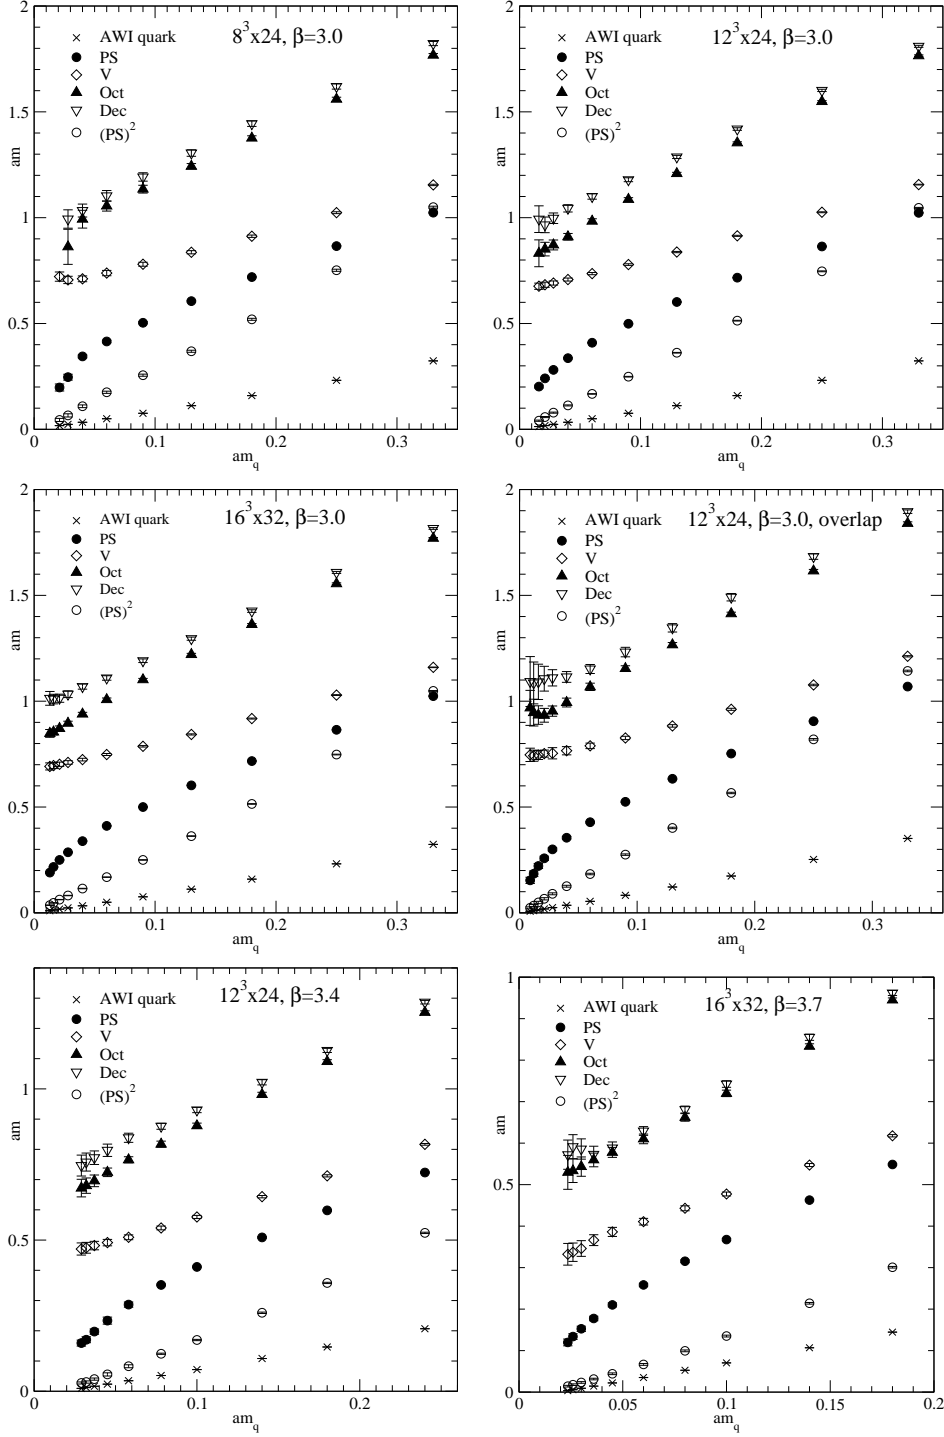 8³x24, β=3.0
AWI quark
PS
V
Oct
Dec
(PS)²
am
2
1.5
1
0.5
0
0 0.1 0.2 0.3
am_q
12³x24, β=3.0
AWI quark
PS
V
Oct
Dec
(PS)²
am
2
1.5
1
0.5
0
0 0.1 0.2 0.3
am_q
16³x32, β=3.0
AWI quark
PS
V
Oct
Dec
(PS)²
am
2
1.5
1
0.5
0
0 0.1 0.2 0.3
am_q
12³x24, β=3.0, overlap
AWI quark
PS
V
Oct
Dec
(PS)²
am
2
1.5
1
0.5
0
0 0.1 0.2 0.3
am_q
12³x24, β=3.4
AWI quark
PS
V
Oct
Dec
(PS)²
am
1
0.5
0
0 0.1 0.2
am_q
16³x32, β=3.7
AWI quark
PS
V
Oct
Dec
(PS)²
am
1
0.5
0
0 0.05 0.1 0.15 0.2
am_q